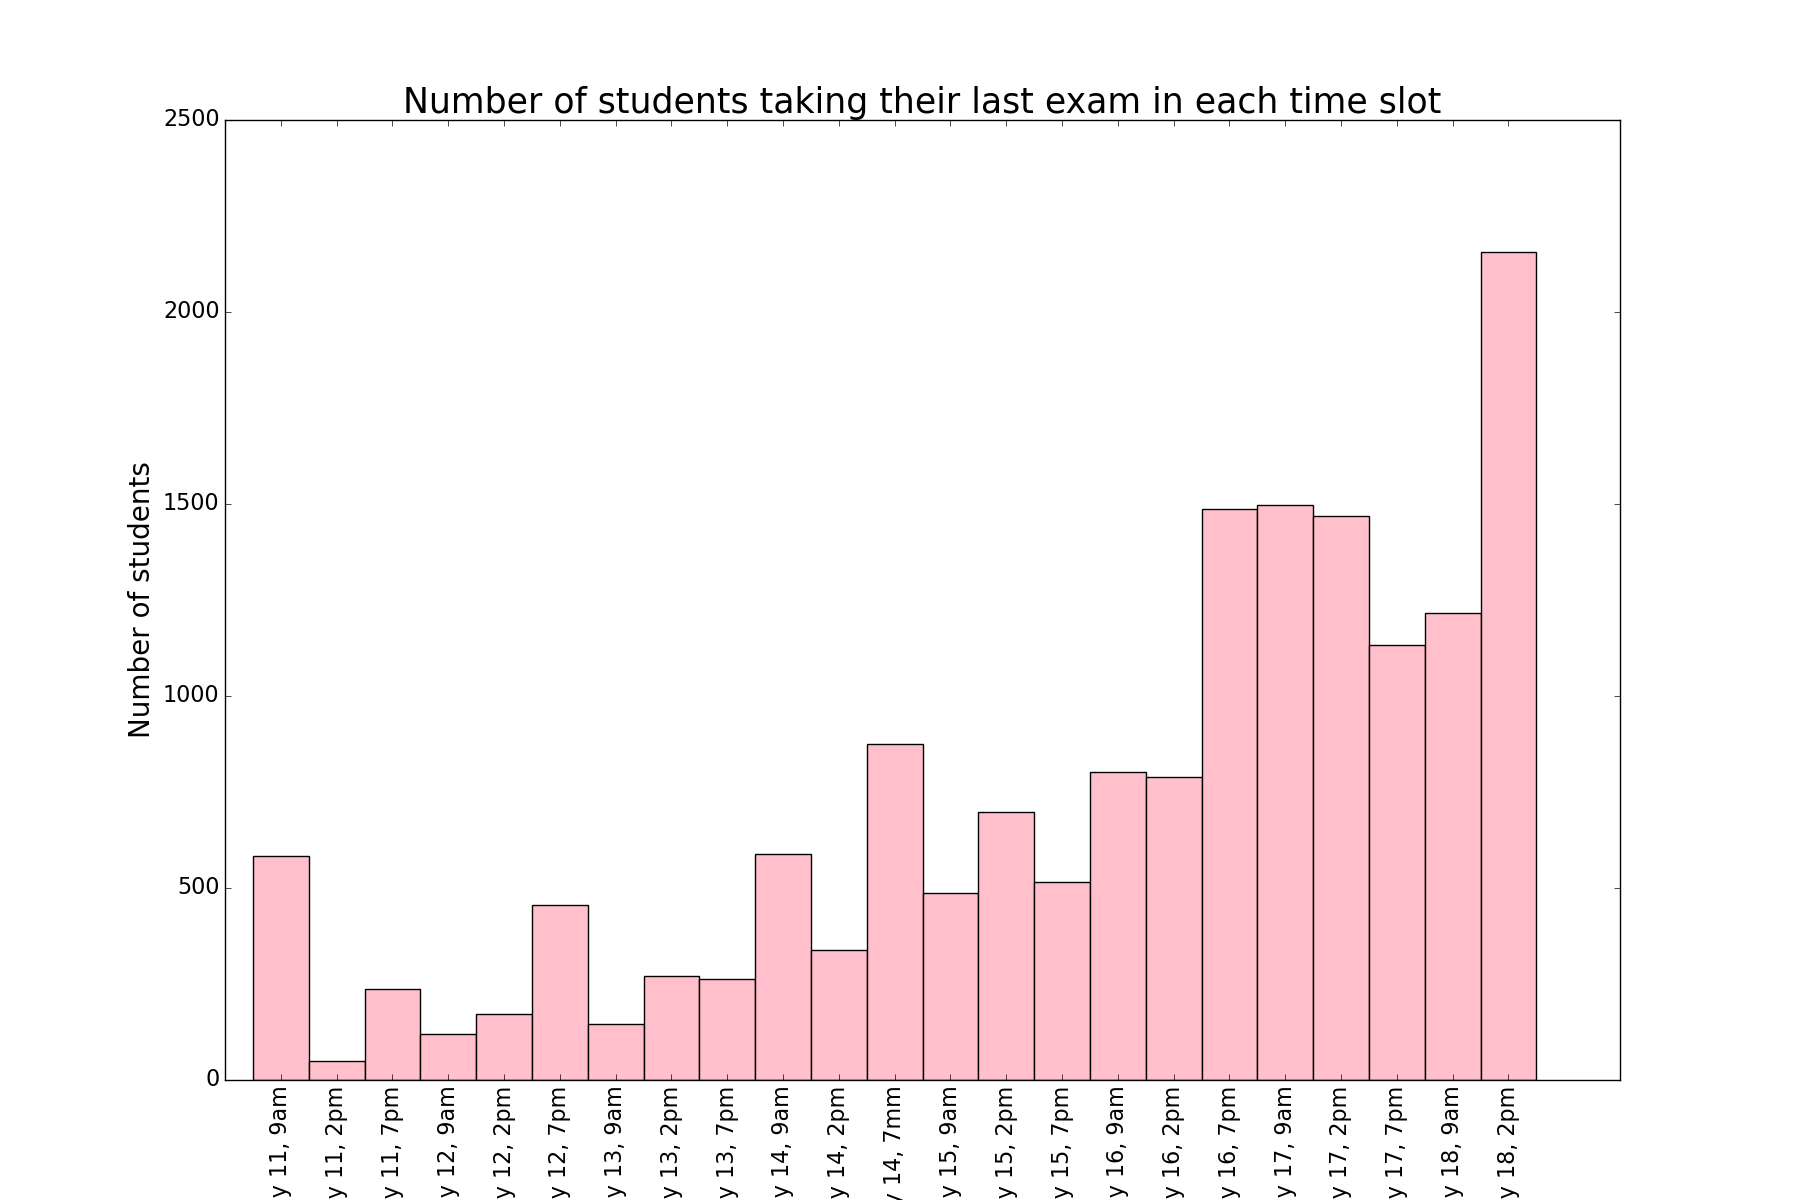 Number of students taking their last exam in each time slot
2500
2000
1500
1000
500
0
Number of students
y 11, 9am
y 11, 2pm
y 11, 7pm
y 12, 9am
y 12, 2pm
y 12, 7pm
y 13, 9am
y 13, 2pm
y 13, 7pm
y 14, 9am
y 14, 2pm
y 14, 7mm
y 15, 9am
y 15, 2pm
y 15, 7pm
y 16, 9am
y 16, 2pm
y 16, 7pm
y 17, 9am
y 17, 2pm
y 17, 7pm
y 18, 9am
y 18, 2pm